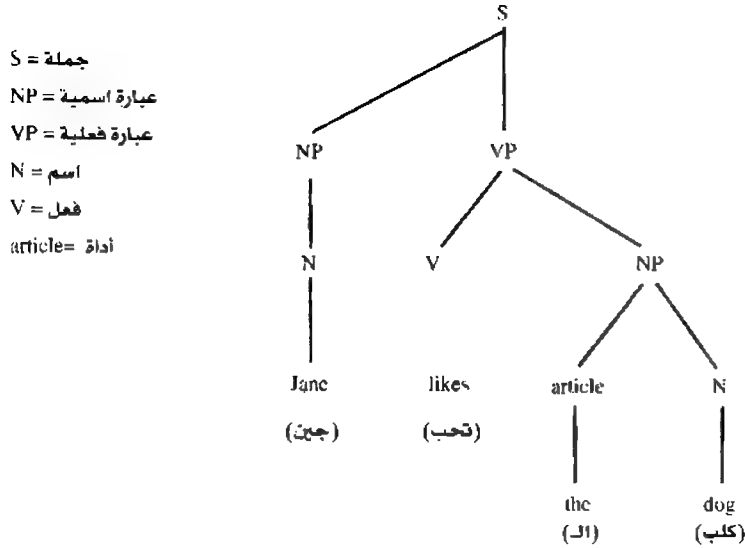 S
S = جملة
NP = عبارة اسمية
VP = عبارة فعلية
N = اسم
V = فعل
article= أداة
NP VP
N V NP
Jane likes article N
(جين) (تحب)
the dog
(الـ) (كلب)